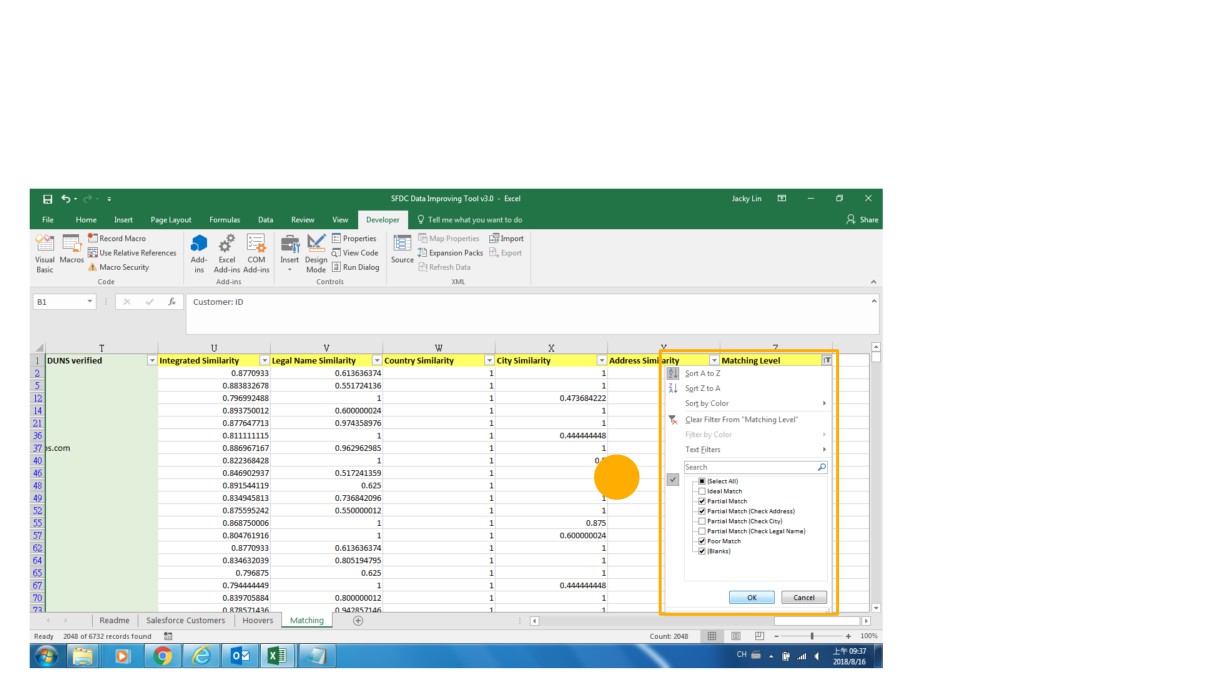 SFDC Data Improving Tool v3.0 - Excel
Jacky Lin
File Home Insert Page Layout Formulas Data Review View Developer Tell me what you want to do Share
Visual Basic
Macros
Record Macro
Use Relative References
Macro Security
Code
Add-ins
Excel Add-ins
COM Add-ins
Add-ins
Insert
Design Mode
Properties
View Code
Run Dialog
Controls
Source
Map Properties
Expansion Packs
Refresh Data
Import
Export
XML
B1 fx Customer: ID
T U V W X Y Z
1 DUNS verified Integrated Similarity Legal Name Similarity Country Similarity City Similarity Address Similarity Matching Level
2 0.8770933 0.613636374 1 1
5 0.883832678 0.551724136 1 1
12 0.796992488 1 1 0.473684222
14 0.893750012 0.600000024 1 1
21 0.877647713 0.974358976 1 1
36 0.811111115 1 1 0.444444448
37 os.com 0.886967167 0.962962985 1 1
40 0.822368428 1 1
46 0.846902937 0.517241359 1
48 0.891544119 0.625 1
49 0.834945813 0.736842096 1 1
52 0.875595242 0.550000012 1 1
55 0.868750006 1 1 0.875
57 0.804761916 1 1 0.600000024
62 0.8770933 0.613636374 1 1
64 0.834632039 0.805194795 1 1
65 0.796875 0.625 1 1
67 0.794444449 1 1 0.444444448
70 0.839705884 0.800000012 1 1
73 0.878571436 0.942857146 1 1
Sort A to Z
Sort Z to A
Sort by Color
Clear Filter From "Matching Level"
Filter by Color
Text Filters
Search
(Select All)
Ideal Match
Partial Match
Partial Match (Check Address)
Partial Match (Check City)
Partial Match (Check Legal Name)
Poor Match
(Blanks)
OK Cancel
Readme Salesforce Customers Hoovers Matching
Ready 2048 of 6732 records found Count: 2048 100%
CH
上午 09:37
2018/8/16